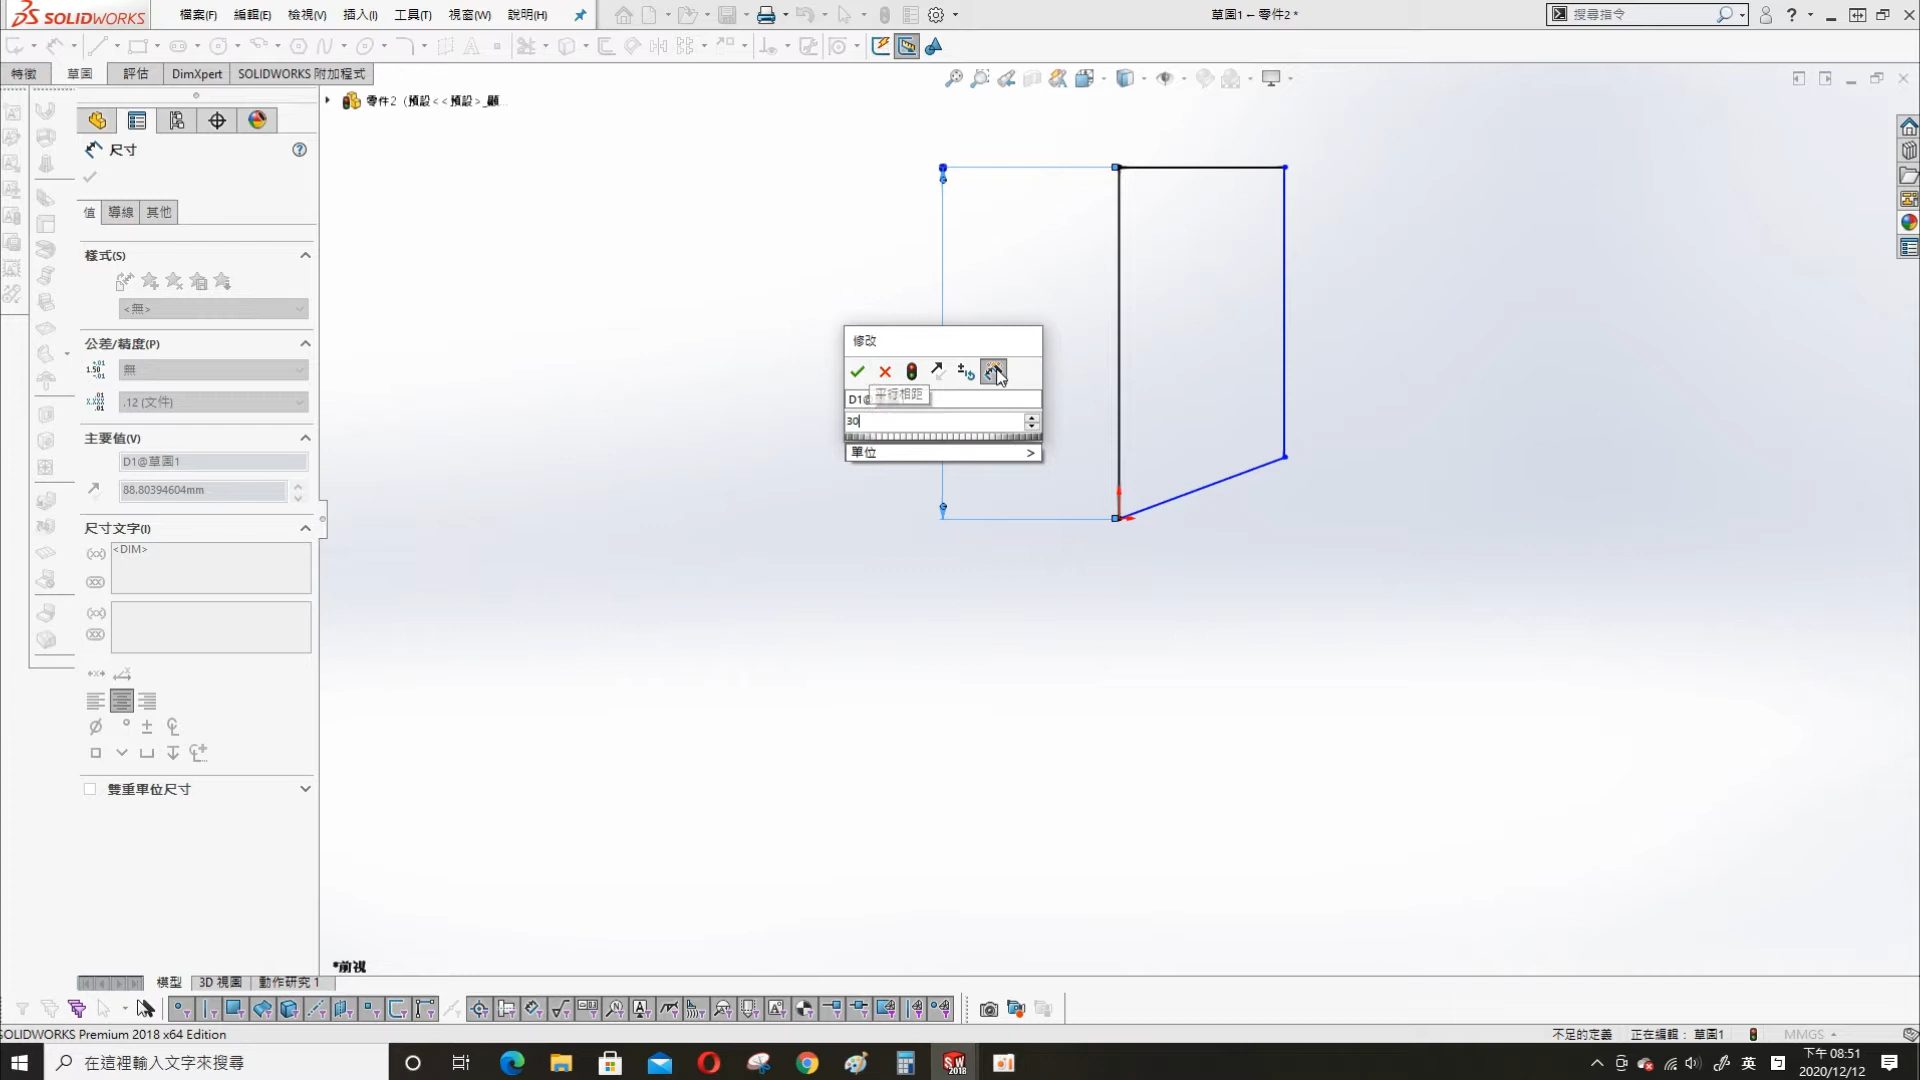 SOLIDWORKS
檔案(F)
編輯(E)
檢視(V)
插入(I)
工具(T)
視窗(W)
說明(H)
草圖1 ← 零件2 *
搜尋指令
特徵
草圖
評估
DimXpert
SOLIDWORKS 附加程式
零件2 (預設<<預設>_顯...
尺寸
值
導線
其他
樣式(S)
<無>
公差/精度(P)
無
.12 (文件)
主要值(V)
D1@草圖1
88.80394604mm
尺寸文字(I)
<DIM>
雙重單位尺寸
修改
平行相距
D1@
30
單位
*前視
模型
3D 視圖
動作研究 1
SOLIDWORKS Premium 2018 x64 Edition
不足的定義
正在編輯： 草圖1
MMGS
在這裡輸入文字來搜尋
英
下午 08:51
2020/12/12